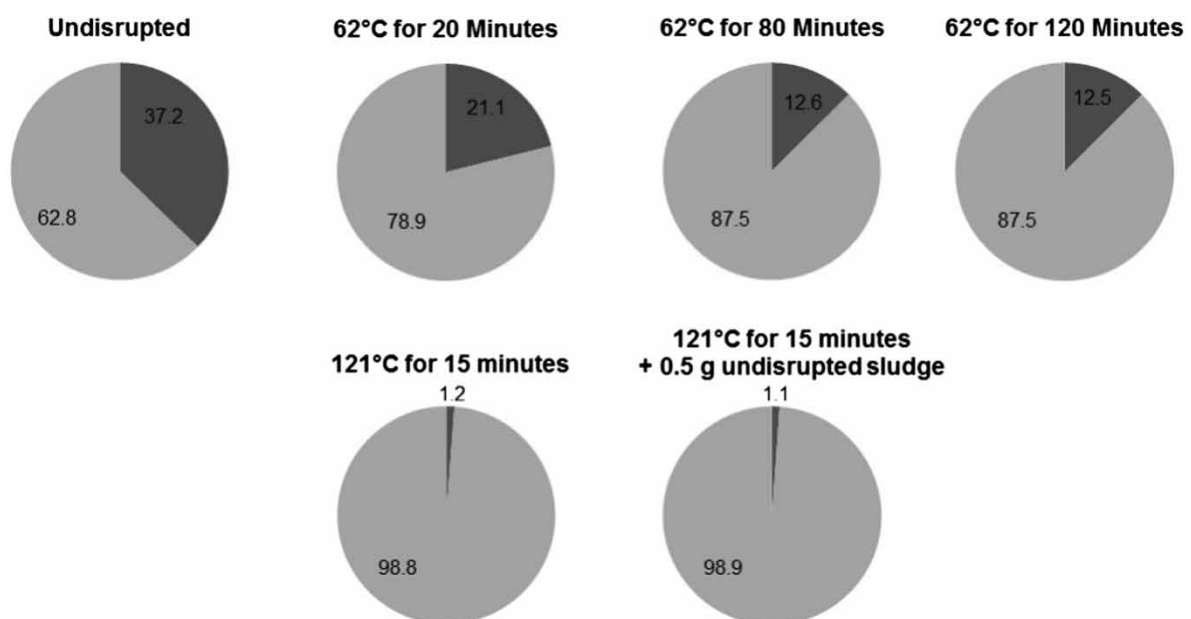 Undisrupted
62°C for 20 Minutes
62°C for 80 Minutes
62°C for 120 Minutes
37.2
62.8
21.1
78.9
12.6
87.5
12.5
87.5
121°C for 15 minutes
1.2
98.8
121°C for 15 minutes
+ 0.5 g undisrupted sludge
1.1
98.9